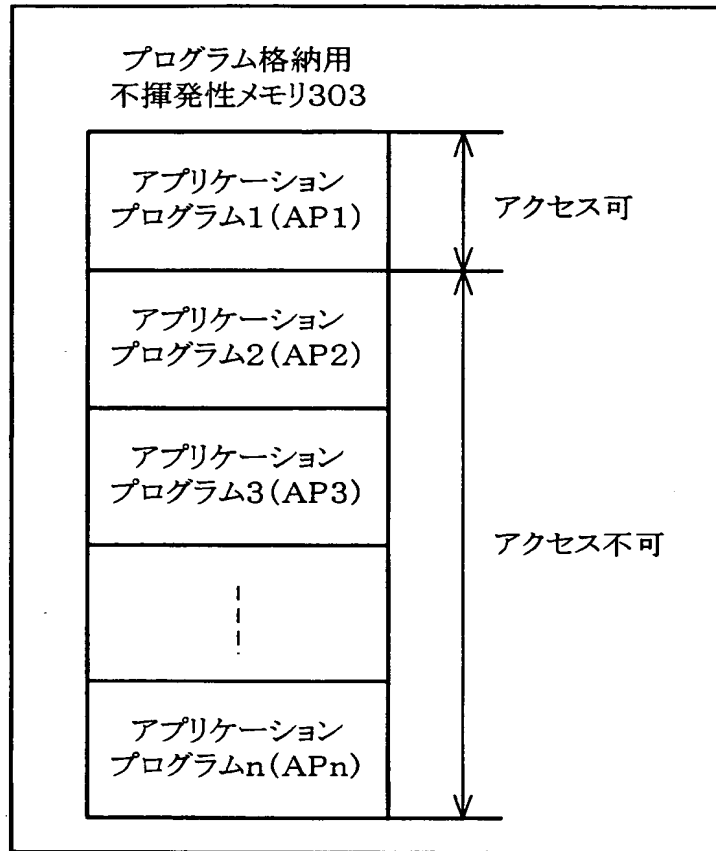 プログラム格納用
不揮発性メモリ303
アプリケーション
プログラム1(AP1)
アクセス可
アプリケーション
プログラム2(AP2)
アプリケーション
プログラム3(AP3)
アクセス不可
アプリケーション
プログラムn(APn)